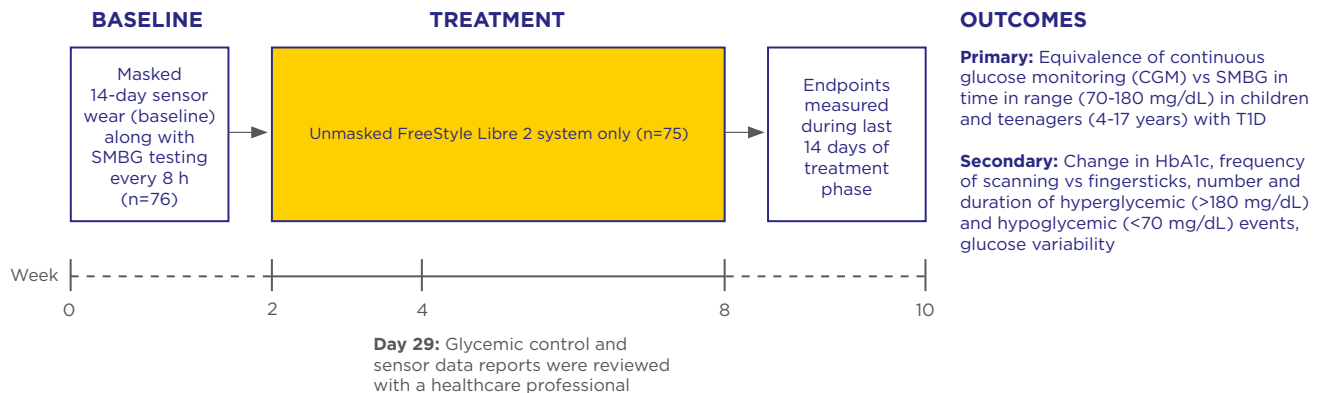 BASELINE
Masked
14-day sensor
wear (baseline)
along with
SMBG testing
every 8 h
(n=76)
TREATMENT
Unmasked FreeStyle Libre 2 system only (n=75)
Endpoints
measured
during last
14 days of
treatment
phase
OUTCOMES
Primary: Equivalence of continuous
glucose monitoring (CGM) vs SMBG in
time in range (70-180 mg/dL) in children
and teenagers (4-17 years) with T1D
Secondary: Change in HbA1c, frequency
of scanning vs fingersticks, number and
duration of hyperglycemic (>180 mg/dL)
and hypoglycemic (<70 mg/dL) events,
glucose variability
Week
0
2
4
8
10
Day 29: Glycemic control and
sensor data reports were reviewed
with a healthcare professional